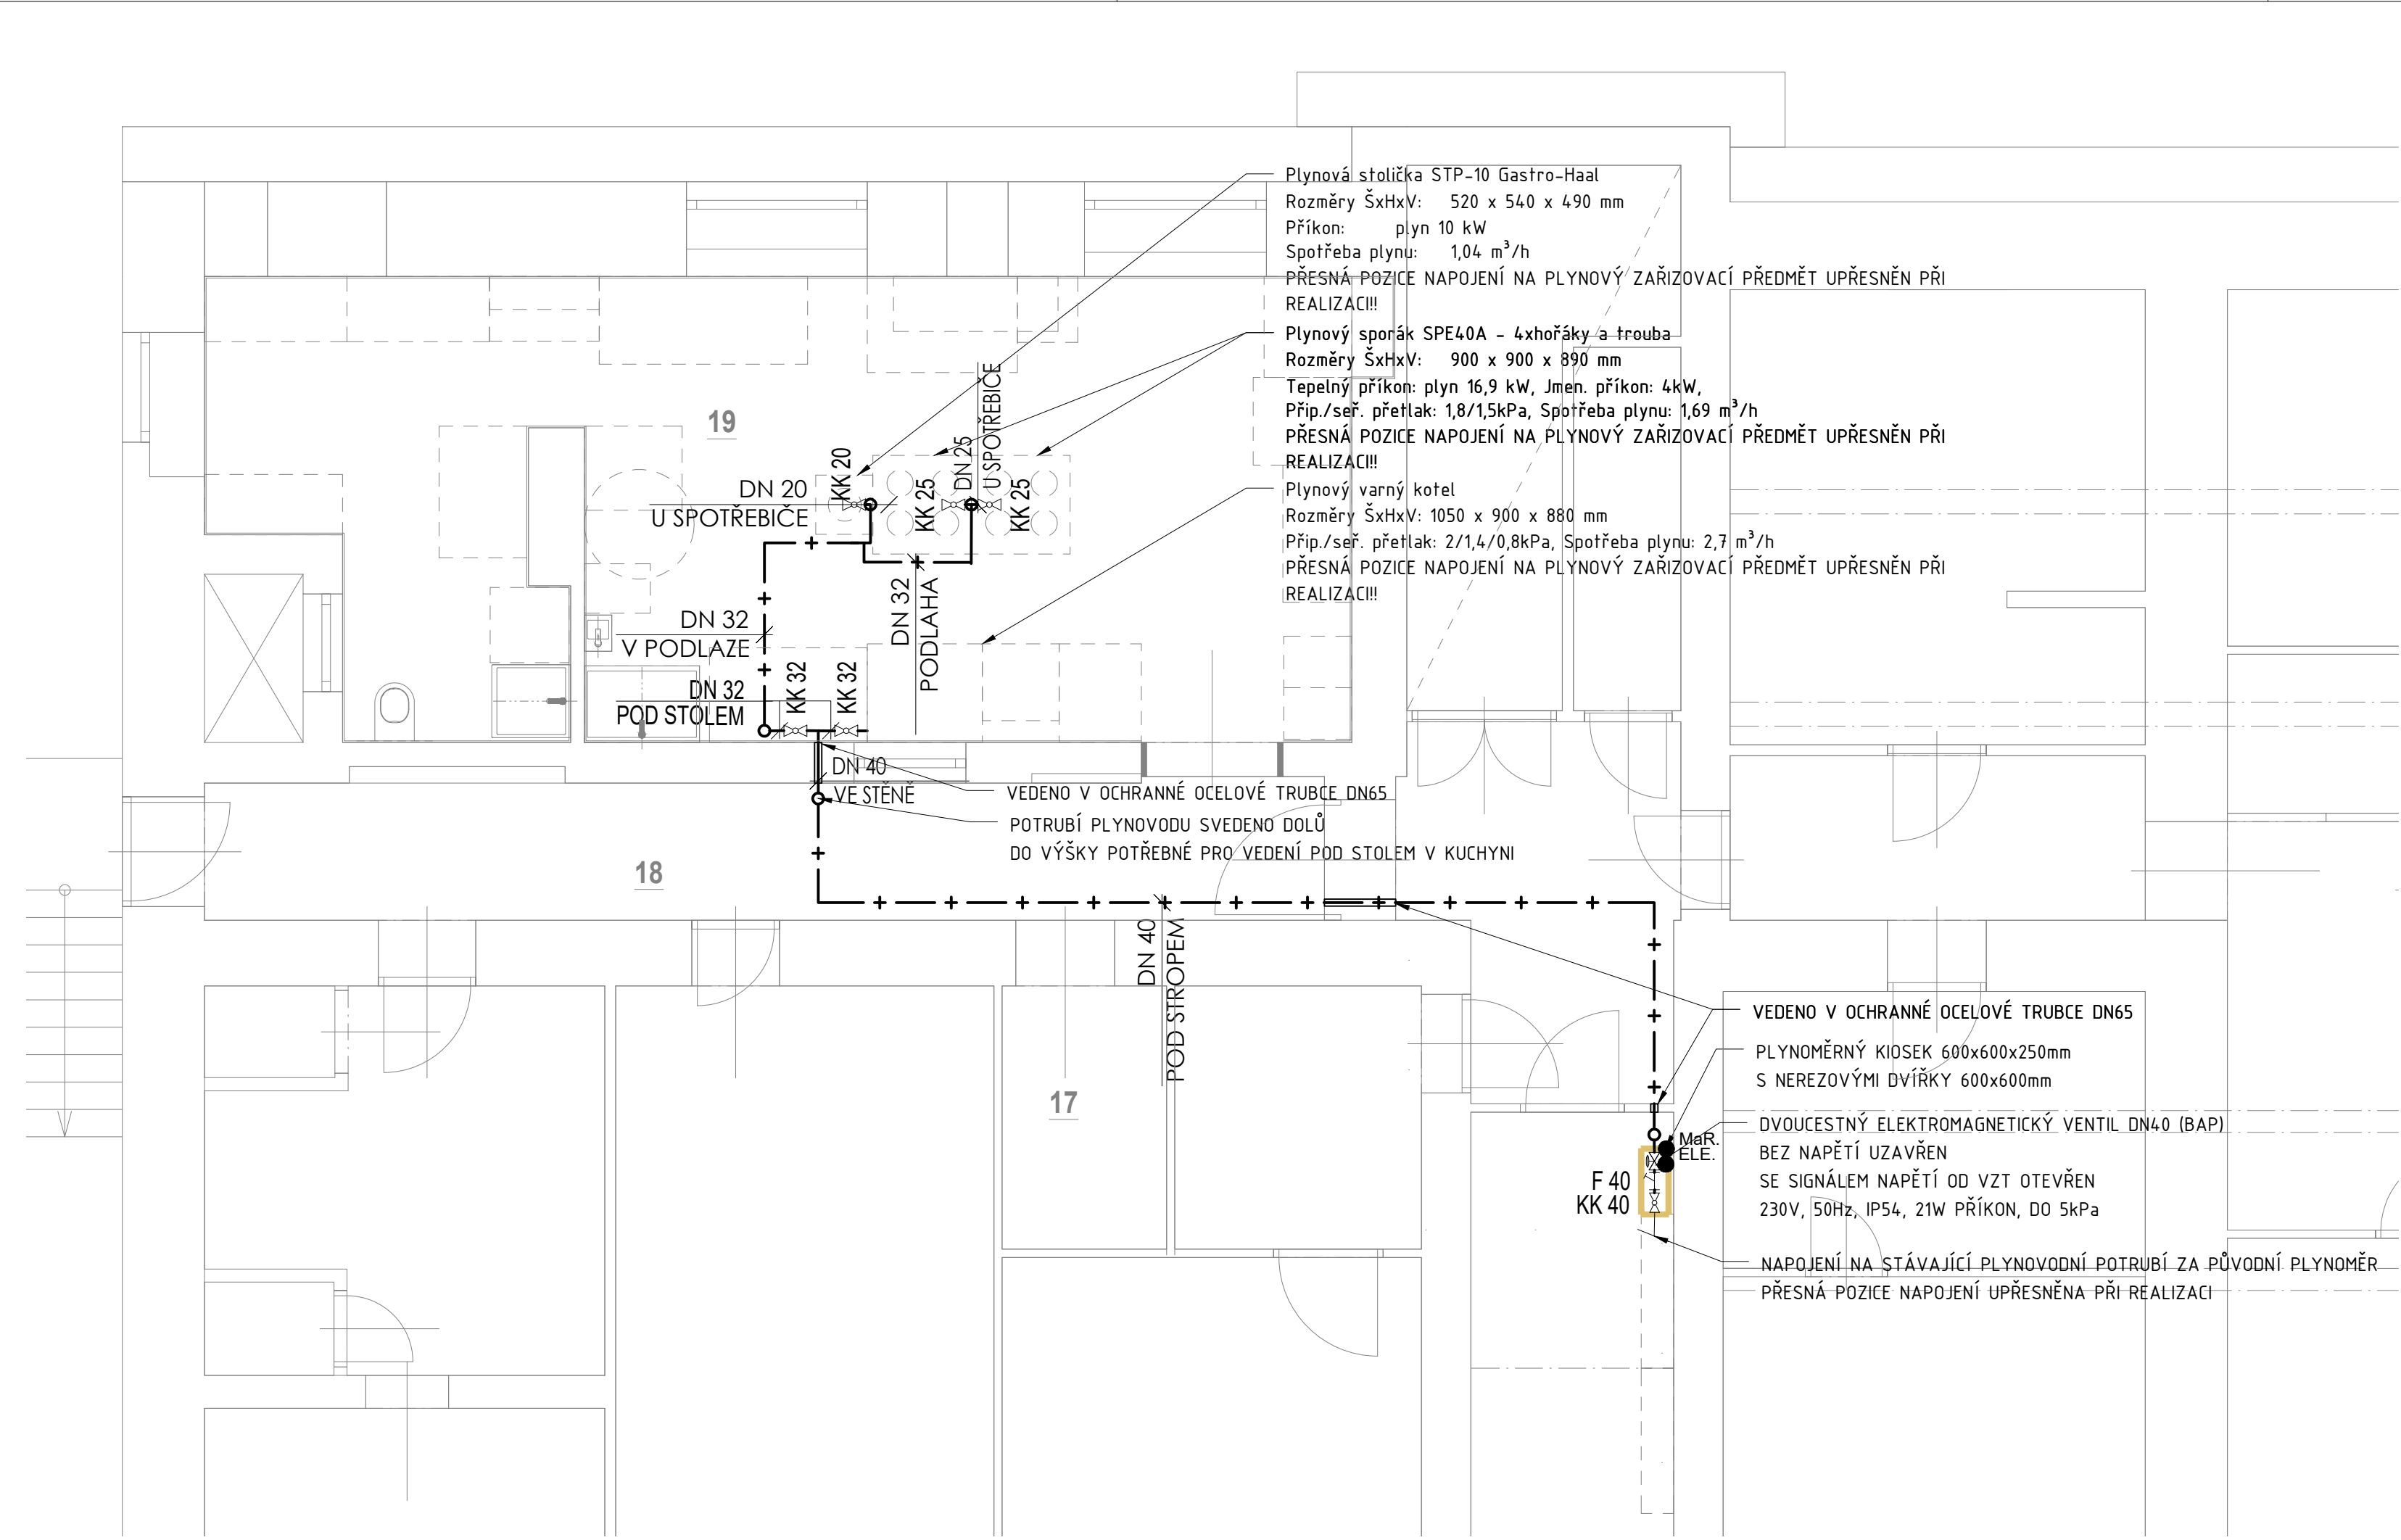 Plynová stolička STP-10 Gastro-Haal
Rozměry ŠxHxV: 520 x 540 x 490 mm
Příkon: plyn 10 kW
Spotřeba plynu: 1,04 m³/h
PŘESNÁ POZICE NAPOJENÍ NA PLYNOVÝ ZAŘIZOVACÍ PŘEDMĚT UPŘESNĚN PŘI
REALIZACI!!!
Plynový sporák SPE40A - 4xhořáky a trouba
Rozměry ŠxHxV: 900 x 900 x 890 mm
Tepelný příkon: plyn 16,9 kW, Jmen. příkon: 4kW,
Přip./seř. přetlak: 1,8/1,5kPa, Spotřeba plynu: 1,69 m³/h
PŘESNÁ POZICE NAPOJENÍ NA PLYNOVÝ ZAŘIZOVACÍ PŘEDMĚT UPŘESNĚN PŘI
REALIZACI!!!
Plynový varný kotel
Rozměry ŠxHxV: 1050 x 900 x 880 mm
Přip./seř. přetlak: 2/1,4/0,8kPa, Spotřeba plynu: 2,7 m³/h
PŘESNÁ POZICE NAPOJENÍ NA PLYNOVÝ ZAŘIZOVACÍ PŘEDMĚT UPŘESNĚN PŘI
REALIZACI!!!
19
DN 20
U SPOTŘEBIČE
KK 20
KK 25
DN 25
U SPOTŘEBIČE
KK 25
DN 32
V PODLAZE
DN 32
PODLAHA
DN 32
POD STOLEM
KK 32
KK 32
DN 40
VE STĚNĚ
VEDENO V OCHRANNÉ OCELOVÉ TRUBCE DN65
POTRUBÍ PLYNOVODU SVEDENO DOLŮ
DO VÝŠKY POTŘEBNÉ PRO VEDENÍ POD STOLEM V KUCHYNI
18
DN 40
POD STROPEM
17
VEDENO V OCHRANNÉ OCELOVÉ TRUBCE DN65
PLYNOMĚRNÝ KIOSEK 600x600x250mm
S NEREZOVÝMI DVÍŘKY 600x600mm
DVOUCESTNÝ ELEKTROMAGNETICKÝ VENTIL DN40 (BAP)
BEZ NAPĚTÍ UZAVŘEN
SE SIGNÁLEM NAPĚTÍ OD VZT OTEVŘEN
230V, 50Hz, IP54, 21W PŘÍKON, DO 5kPa
MaR.
ELE.
F 40
KK 40
NAPOJENÍ NA STÁVAJÍCÍ PLYNOVODNÍ POTRUBÍ ZA PŮVODNÍ PLYNOMĚR
PŘESNÁ POZICE NAPOJENÍ UPŘESNĚNA PŘI REALIZACI